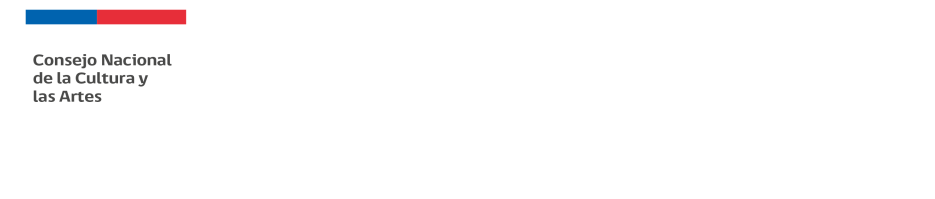 Consejo Nacional
de la Cultura y
las Artes